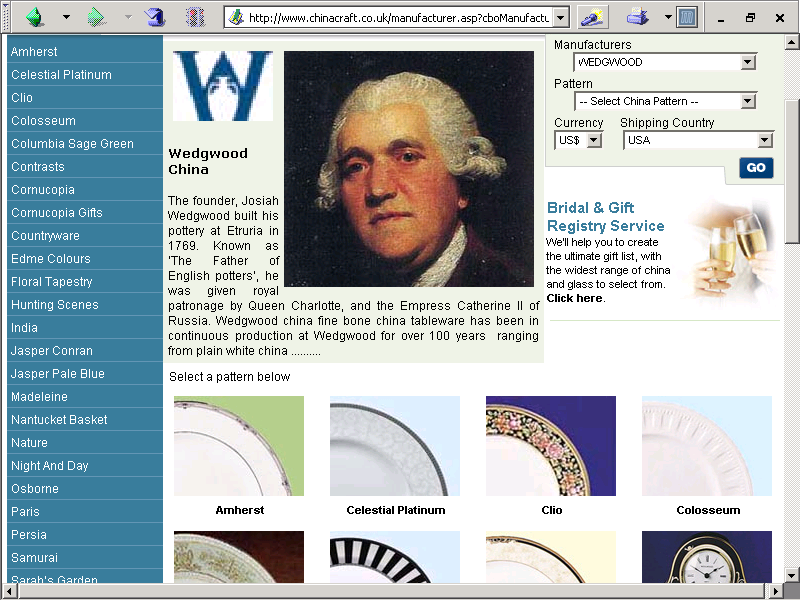 http://www.chinacraft.co.uk/manufacturer.asp?cboManufactu
Amherst
Celestial Platinum
Clio
Colosseum
Columbia Sage Green
Contrasts
Cornucopia
Cornucopia Gifts
Countryware
Edme Colours
Floral Tapestry
Hunting Scenes
India
Jasper Conran
Jasper Pale Blue
Madeleine
Nantucket Basket
Nature
Night And Day
Osborne
Paris
Persia
Samurai
Sarah's Garden
W
Wedgwood
China
The founder, Josiah
Wedgwood built his
pottery at Etruria in
1769. Known as
'The Father of
English potters', he
was given royal
patronage by Queen Charlotte, and the Empress Catherine II of
Russia. Wedgwood china fine bone china tableware has been in
continuous production at Wedgwood for over 100 years ranging
from plain white china ..........
Select a pattern below
Amherst
Celestial Platinum
Clio
Colosseum
Manufacturers
WEDGWOOD
Pattern
-- Select China Pattern --
Currency
Shipping Country
US$
USA
GO
Bridal & Gift
Registry Service
We'll help you to create
the ultimate gift list, with
the widest range of china
and glass to select from.
Click here.